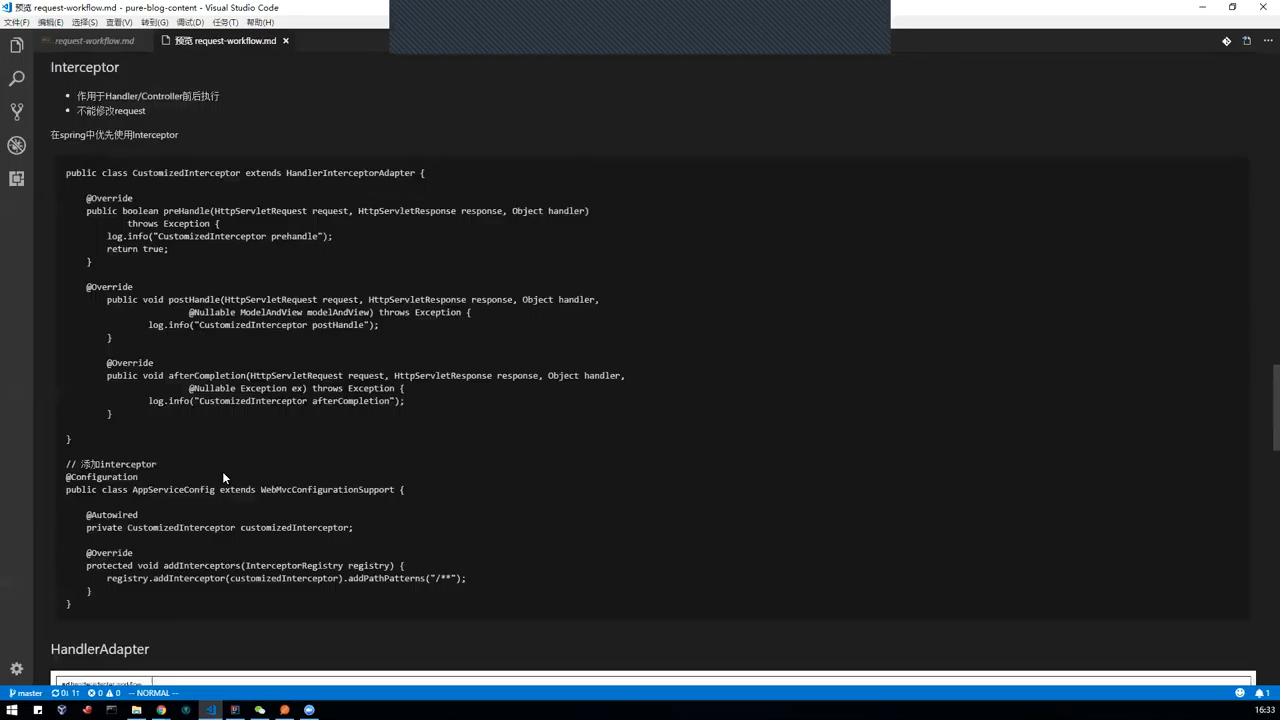 预览 request-workflow.md - pure-blog-content - Visual Studio Code
文件(F) 编辑(E) 选择(S) 查看(V) 转到(G) 调试(D) 任务(T) 帮助(H)
request-workflow.md 预览 request-workflow.md
Interceptor
作用于Handler/Controller前后执行
不能修改request
在spring中优先使用Interceptor
public class CustomizedInterceptor extends HandlerInterceptorAdapter {
@Override
public boolean preHandle(HttpServletRequest request, HttpServletResponse response, Object handler)
throws Exception {
log.info("CustomizedInterceptor prehandle");
return true;
}
@Override
public void postHandle(HttpServletRequest request, HttpServletResponse response, Object handler,
@Nullable ModelAndView modelAndView) throws Exception {
log.info("CustomizedInterceptor postHandle");
}
@Override
public void afterCompletion(HttpServletRequest request, HttpServletResponse response, Object handler,
@Nullable Exception ex) throws Exception {
log.info("CustomizedInterceptor afterCompletion");
}
}
// 添加interceptor
@Configuration
public class AppServiceConfig extends WebMvcConfigurationSupport {
@Autowired
private CustomizedInterceptor customizedInterceptor;
@Override
protected void addInterceptors(InterceptorRegistry registry) {
registry.addInterceptor(customizedInterceptor).addPathPatterns("/**");
}
}
HandlerAdapter
master 0↓ 1↑ 0 0 -- NORMAL -- 1
16:33